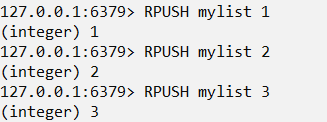 127.0.0.1:6379> RPUSH mylist 1
(integer) 1
127.0.0.1:6379> RPUSH mylist 2
(integer) 2
127.0.0.1:6379> RPUSH mylist 3
(integer) 3